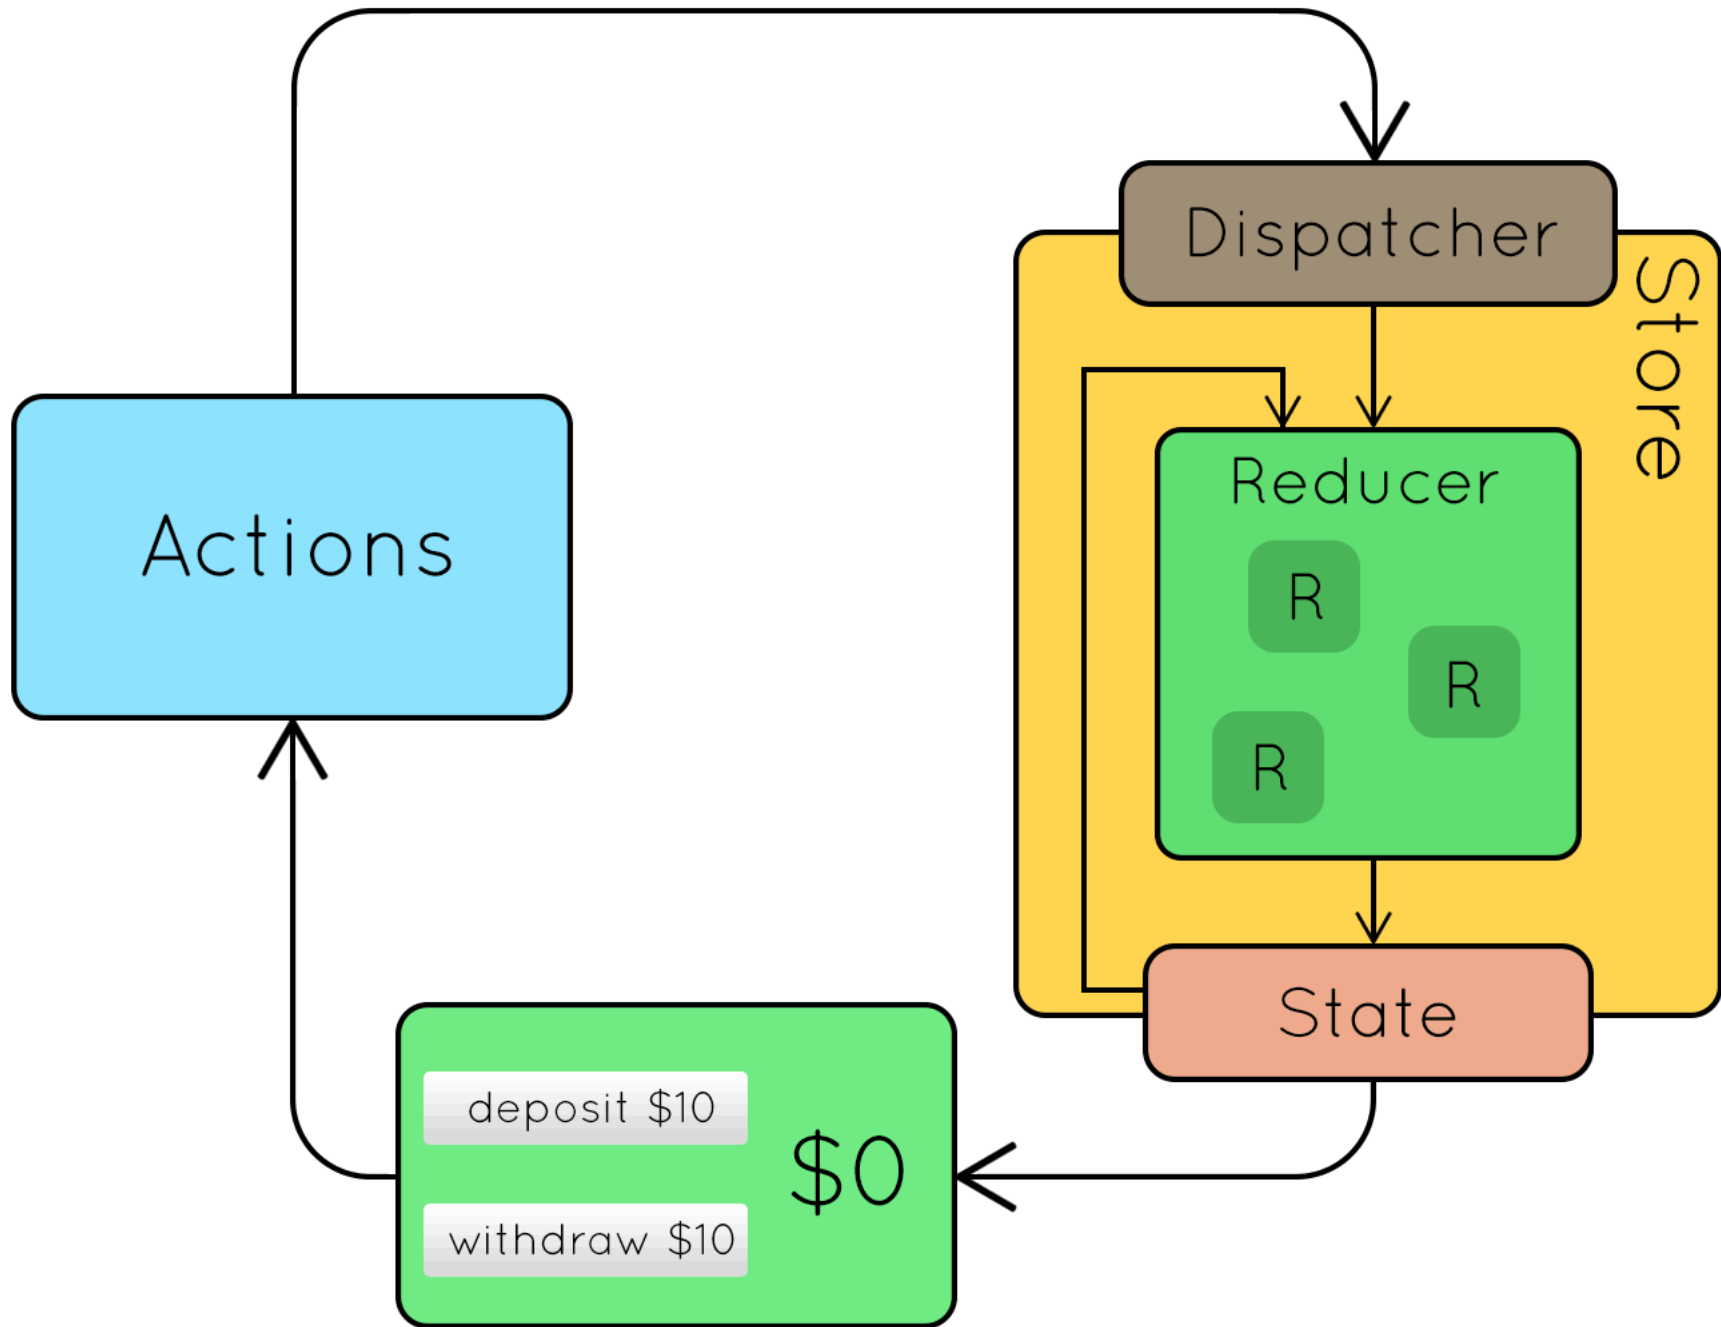 Dispatcher
Store
Reducer
R
R
R
Actions
State
deposit $10
$0
withdraw $10